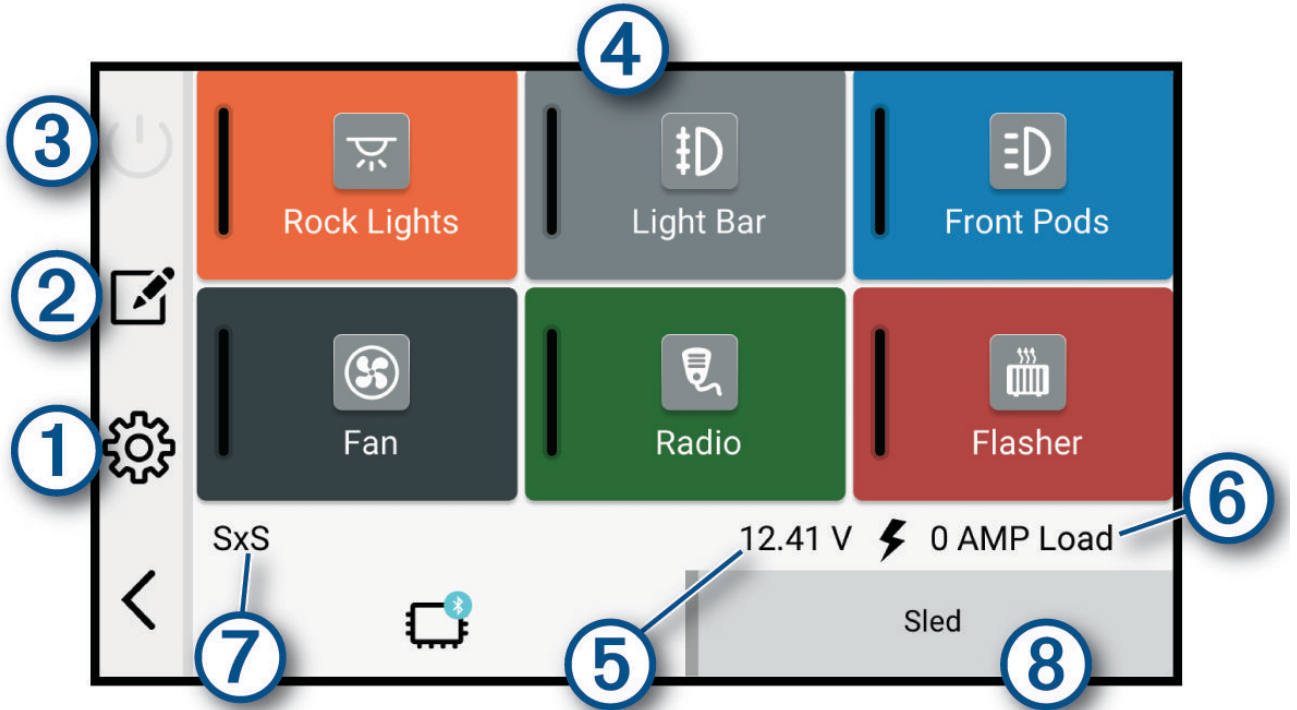 4
3
Rock Lights
Light Bar
Front Pods
2
1
Fan
Radio
Flasher
6
SxS
12.41 V
0 AMP Load
Sled
7
5
8